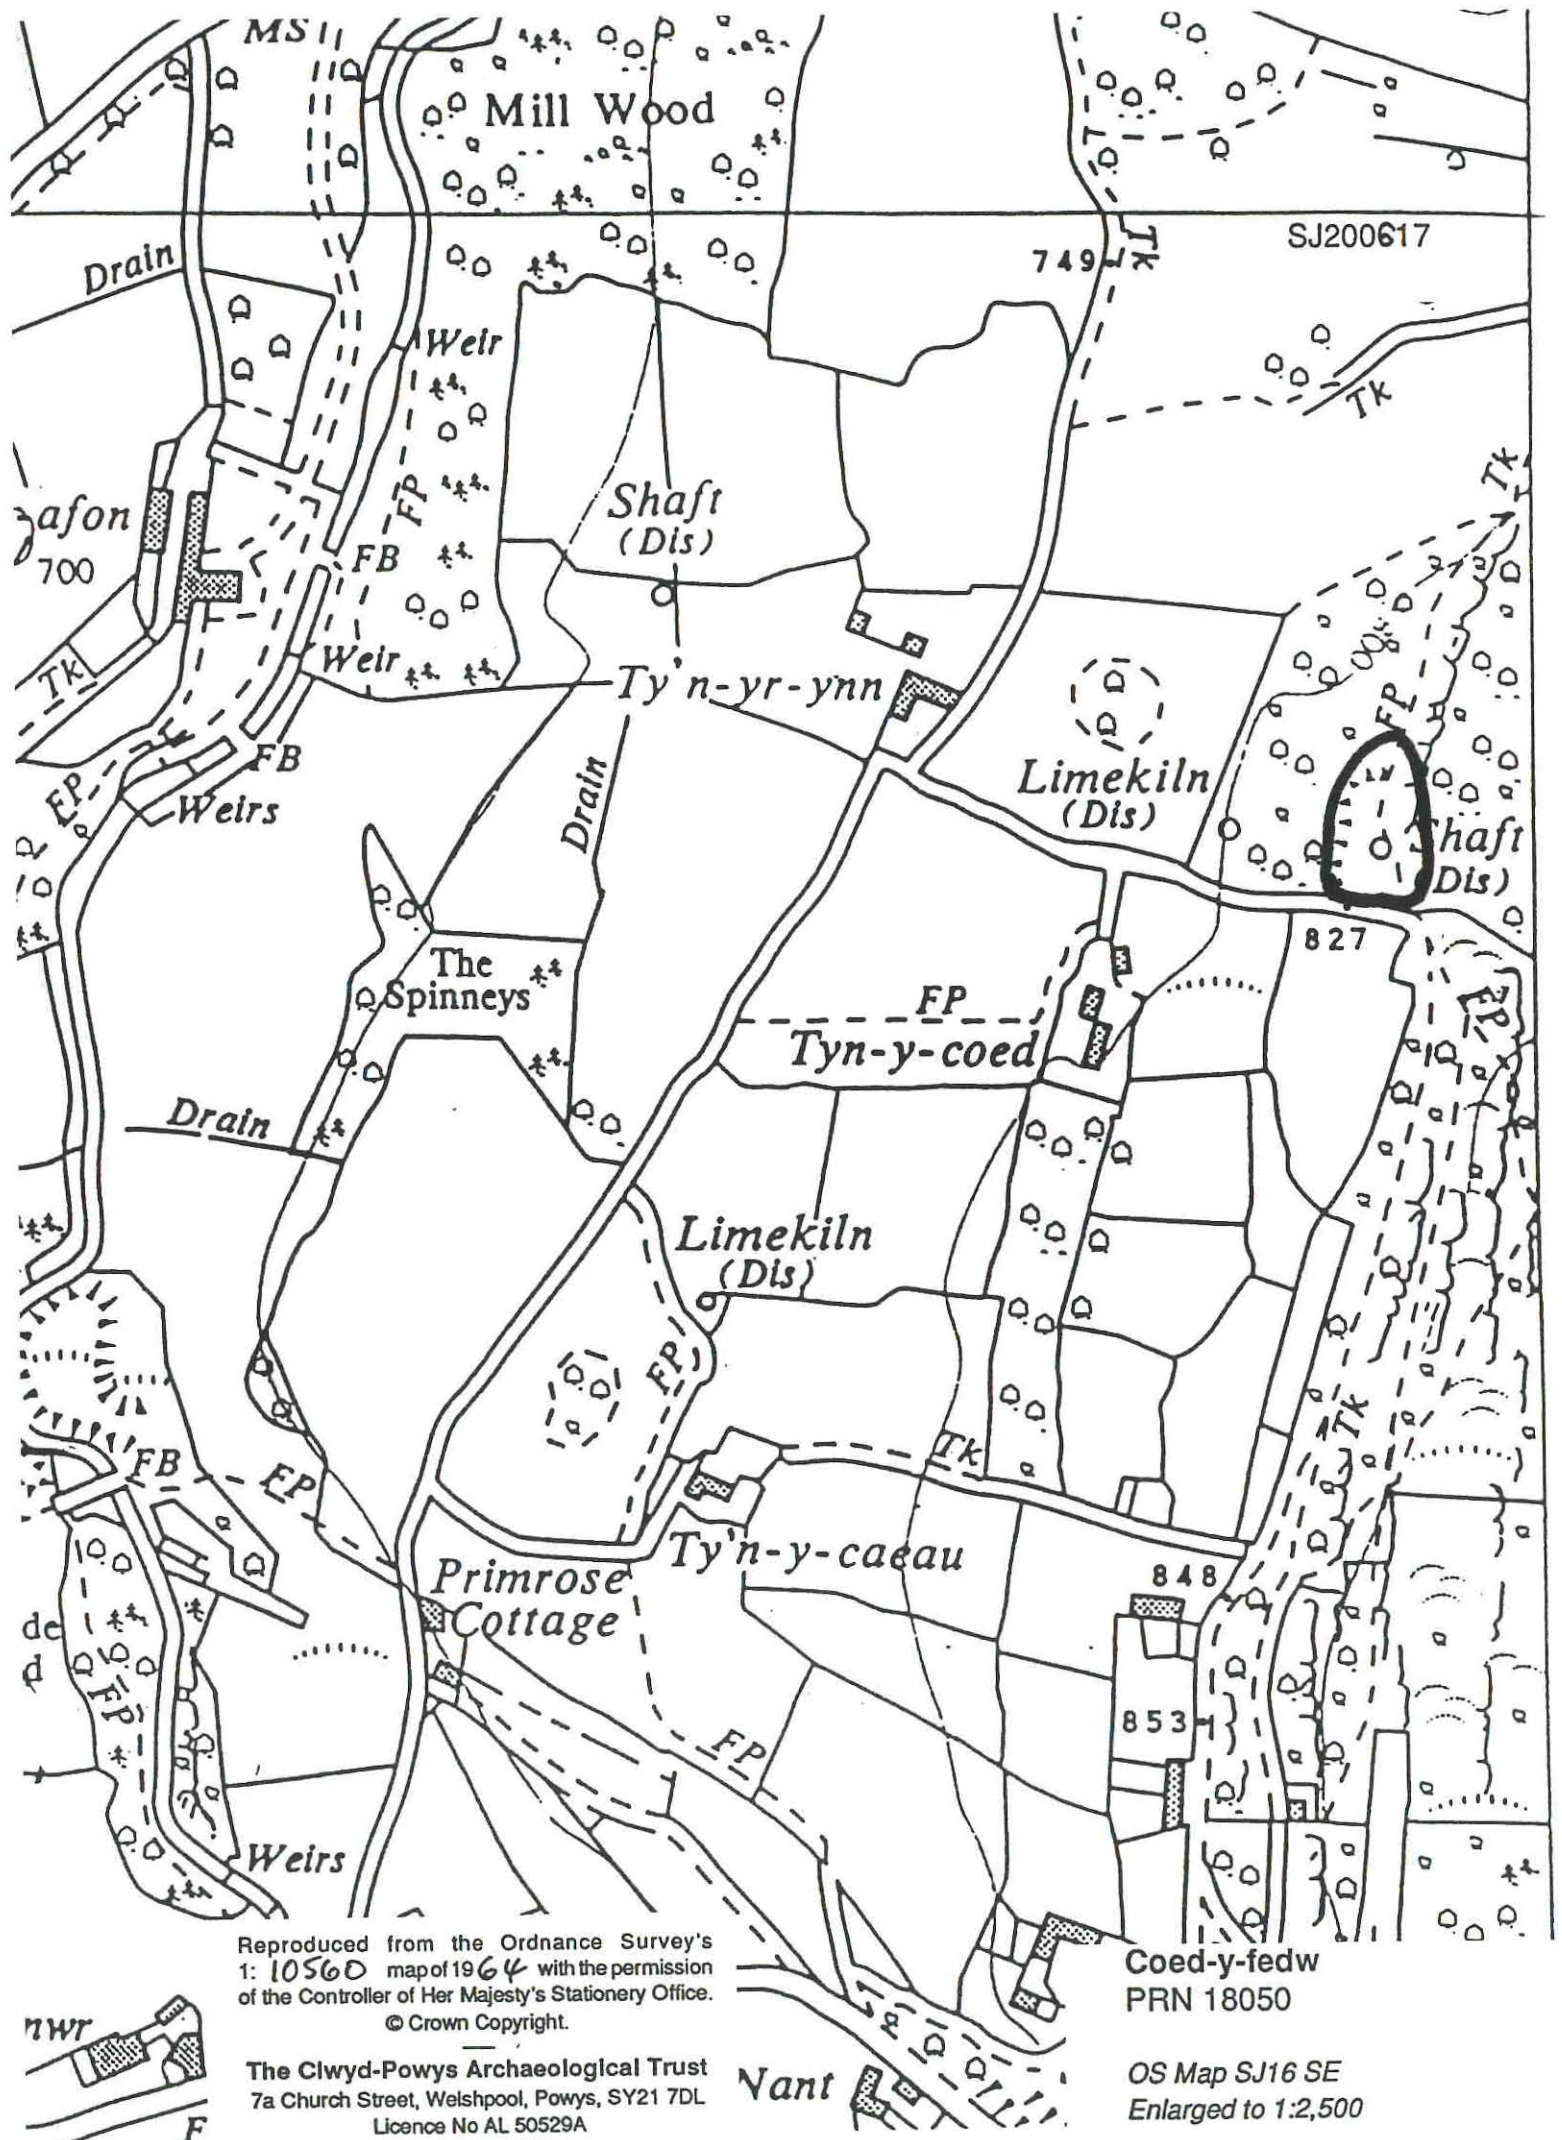 MS
Mill Wood
SJ200617
Drain
749
Tk
Weir
Tk
Tk
Shaft
(Dis)
FP
afon
700
FB
Weir
Tk
Ty'n-yr-ynn
FP
FB
Limekiln
(Dis)
FP
Weirs
Drain
Shaft
(Dis)
827
The
Spinneys
FP
Tyn-y-coed
Drain
Limekiln
(Dis)
FP
Tk
Tk
FB
FP
Ty'n-y-caeau
848
Primrose
Cottage
de
d
FP
853
FP
Weirs
Reproduced from the Ordnance Survey's
1: 10560 map of 1964 with the permission
of the Controller of Her Majesty's Stationery Office.
© Crown Copyright.
The Clwyd-Powys Archaeological Trust
7a Church Street, Welshpool, Powys, SY21 7DL
Licence No AL 50529A
nwr
F
Nant
Coed-y-fedw
PRN 18050
OS Map SJ16 SE
Enlarged to 1:2,500